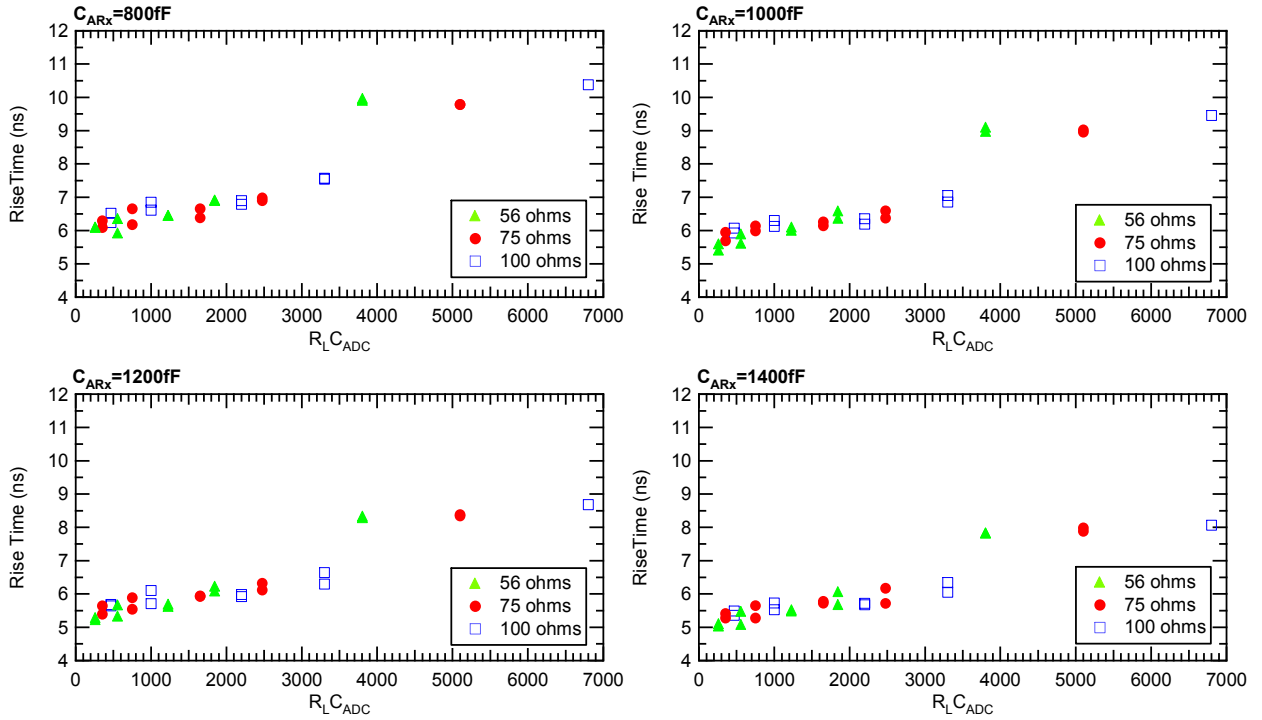 C_ARx=800fF
RiseTime (ns)
12
11
10
9
8
7
6
5
4
0 1000 2000 3000 4000 5000 6000 7000
R_LC_ADC
56 ohms
75 ohms
100 ohms
C_ARx=1000fF
Rise Time (ns)
12
11
10
9
8
7
6
5
4
0 1000 2000 3000 4000 5000 6000 7000
R_LC_ADC
56 ohms
75 ohms
100 ohms
C_ARx=1200fF
Rise Time (ns)
12
11
10
9
8
7
6
5
4
0 1000 2000 3000 4000 5000 6000 7000
R_LC_ADC
56 ohms
75 ohms
100 ohms
C_ARx=1400fF
RiseTime (ns)
12
11
10
9
8
7
6
5
4
0 1000 2000 3000 4000 5000 6000 7000
R_LC_ADC
56 ohms
75 ohms
100 ohms